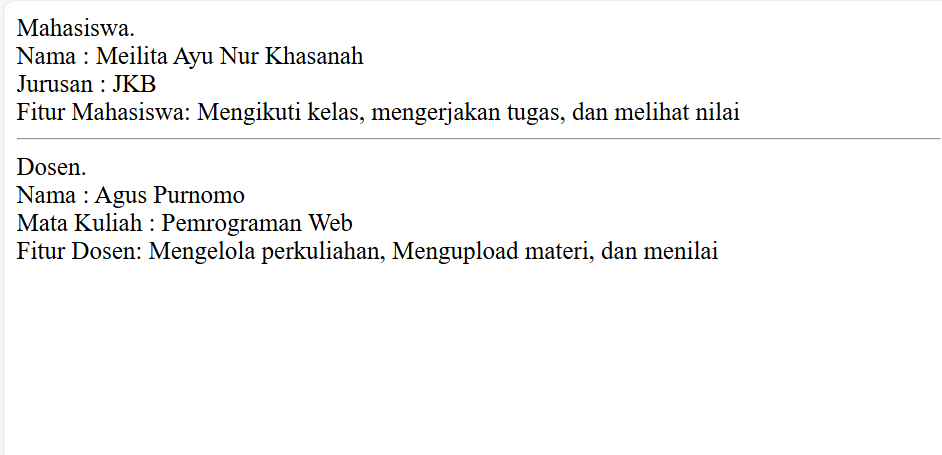 Mahasiswa.
Nama : Meilita Ayu Nur Khasanah
Jurusan : JKB
Fitur Mahasiswa: Mengikuti kelas, mengerjakan tugas, dan melihat nilai
Dosen.
Nama : Agus Purnomo
Mata Kuliah : Pemrograman Web
Fitur Dosen: Mengelola perkuliahan, Mengupload materi, dan menilai